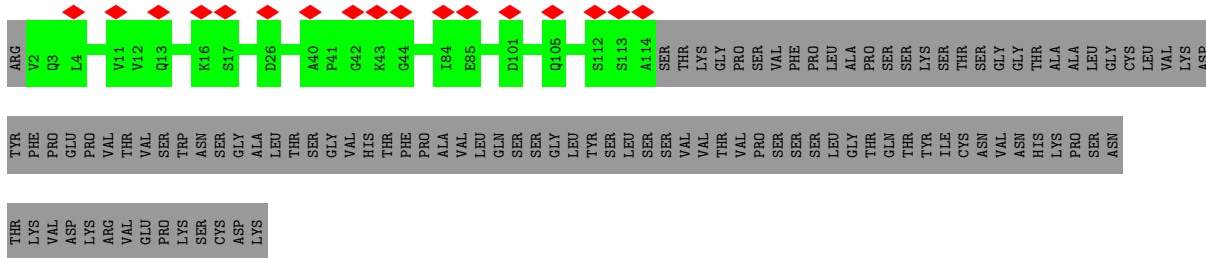 ARG V2 Q3 L4 V11 V12 Q13 K16 S17 D26 A40 P41 G42 K43 G44 I84 E85 D101 Q105 S112 S113 A114 SER THR LYS GLY PRO SER VAL PHE PRO LEU ALA PRO SER SER LYS SER THR SER GLY GLY THR ALA ALA LEU GLY CYS LEU VAL LYS ASP
TYR PHE PRO GLU PRO VAL THR VAL SER TRP ASN SER GLY ALA LEU THR SER GLY VAL HIS THR PHE PRO ALA VAL LEU GLN SER SER GLY LEU TYR SER LEU SER SER VAL VAL THR VAL PRO SER SER SER LEU GLY THR GLN THR TYR ILE CYS ASN VAL ASN HIS LYS PRO SER ASN
THR LYS VAL ASP LYS ARG VAL GLU PRO LYS SER CYS ASP LYS